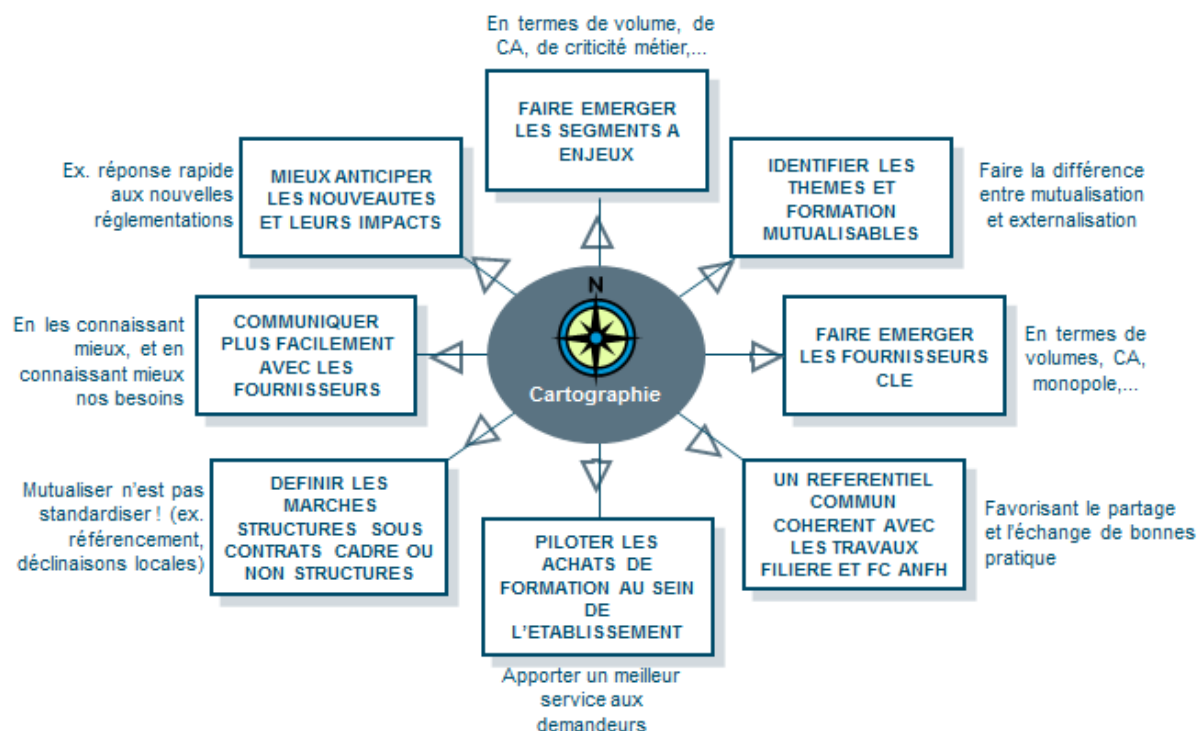 En termes de volume, de
CA, de criticité métier,...
FAIRE EMERGER
LES SEGMENTS A
ENJEUX
Ex. réponse rapide
aux nouvelles
réglementations
MIEUX ANTICIPER
LES NOUVEAUTES
ET LEURS IMPACTS
IDENTIFIER LES
THEMES ET
FORMATION
MUTUALISABLES
Faire la différence
entre mutualisation
et externalisation
En les connaissant
mieux, et en
connaissant mieux
nos besoins
COMMUNIQUER
PLUS FACILEMENT
AVEC LES
FOURNISSEURS
N
Cartographie
FAIRE EMERGER
LES FOURNISSEURS
CLE
En termes de
volumes, CA,
monopole,...
Mutualiser n'est pas
standardiser ! (ex.
référencement,
déclinaisons locales)
DEFINIR LES
MARCHES
STRUCTURES SOUS
CONTRATS CADRE OU
NON STRUCTURES
PILOTER LES
ACHATS DE
FORMATION AU SEIN
DE
L'ETABLISSEMENT
Apporter un meilleur
service aux
demandeurs
UN REFERENTIEL
COMMUN
COHERENT AVEC
LES TRAVAUX
FILIERE ET FC ANFH
Favorisant le partage
et l'échange de bonnes
pratique